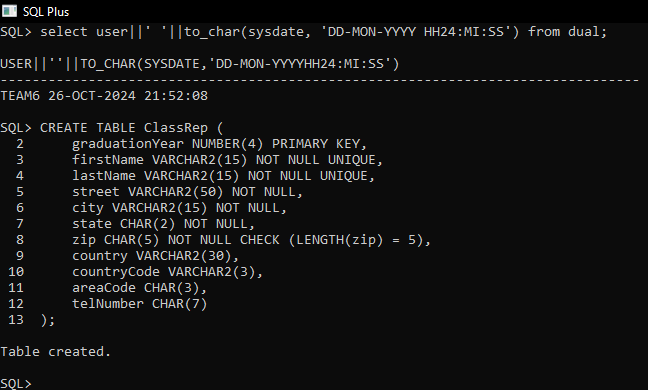 SQL Plus
SQL> select user||' '||to_char(sysdate, 'DD-MON-YYYY HH24:MI:SS') from dual;
USER||''||TO_CHAR(SYSDATE,'DD-MON-YYYYHH24:MI:SS')
--------------------------------------------------------------------------------
TEAM6 26-OCT-2024 21:52:08
SQL> CREATE TABLE ClassRep (
  2      graduationYear NUMBER(4) PRIMARY KEY,
  3      firstName VARCHAR2(15) NOT NULL UNIQUE,
  4      lastName VARCHAR2(15) NOT NULL UNIQUE,
  5      street VARCHAR2(50) NOT NULL,
  6      city VARCHAR2(15) NOT NULL,
  7      state CHAR(2) NOT NULL,
  8      zip CHAR(5) NOT NULL CHECK (LENGTH(zip) = 5),
  9      country VARCHAR2(30),
 10      countryCode VARCHAR2(3),
 11      areaCode CHAR(3),
 12      telNumber CHAR(7)
 13  );
Table created.
SQL>